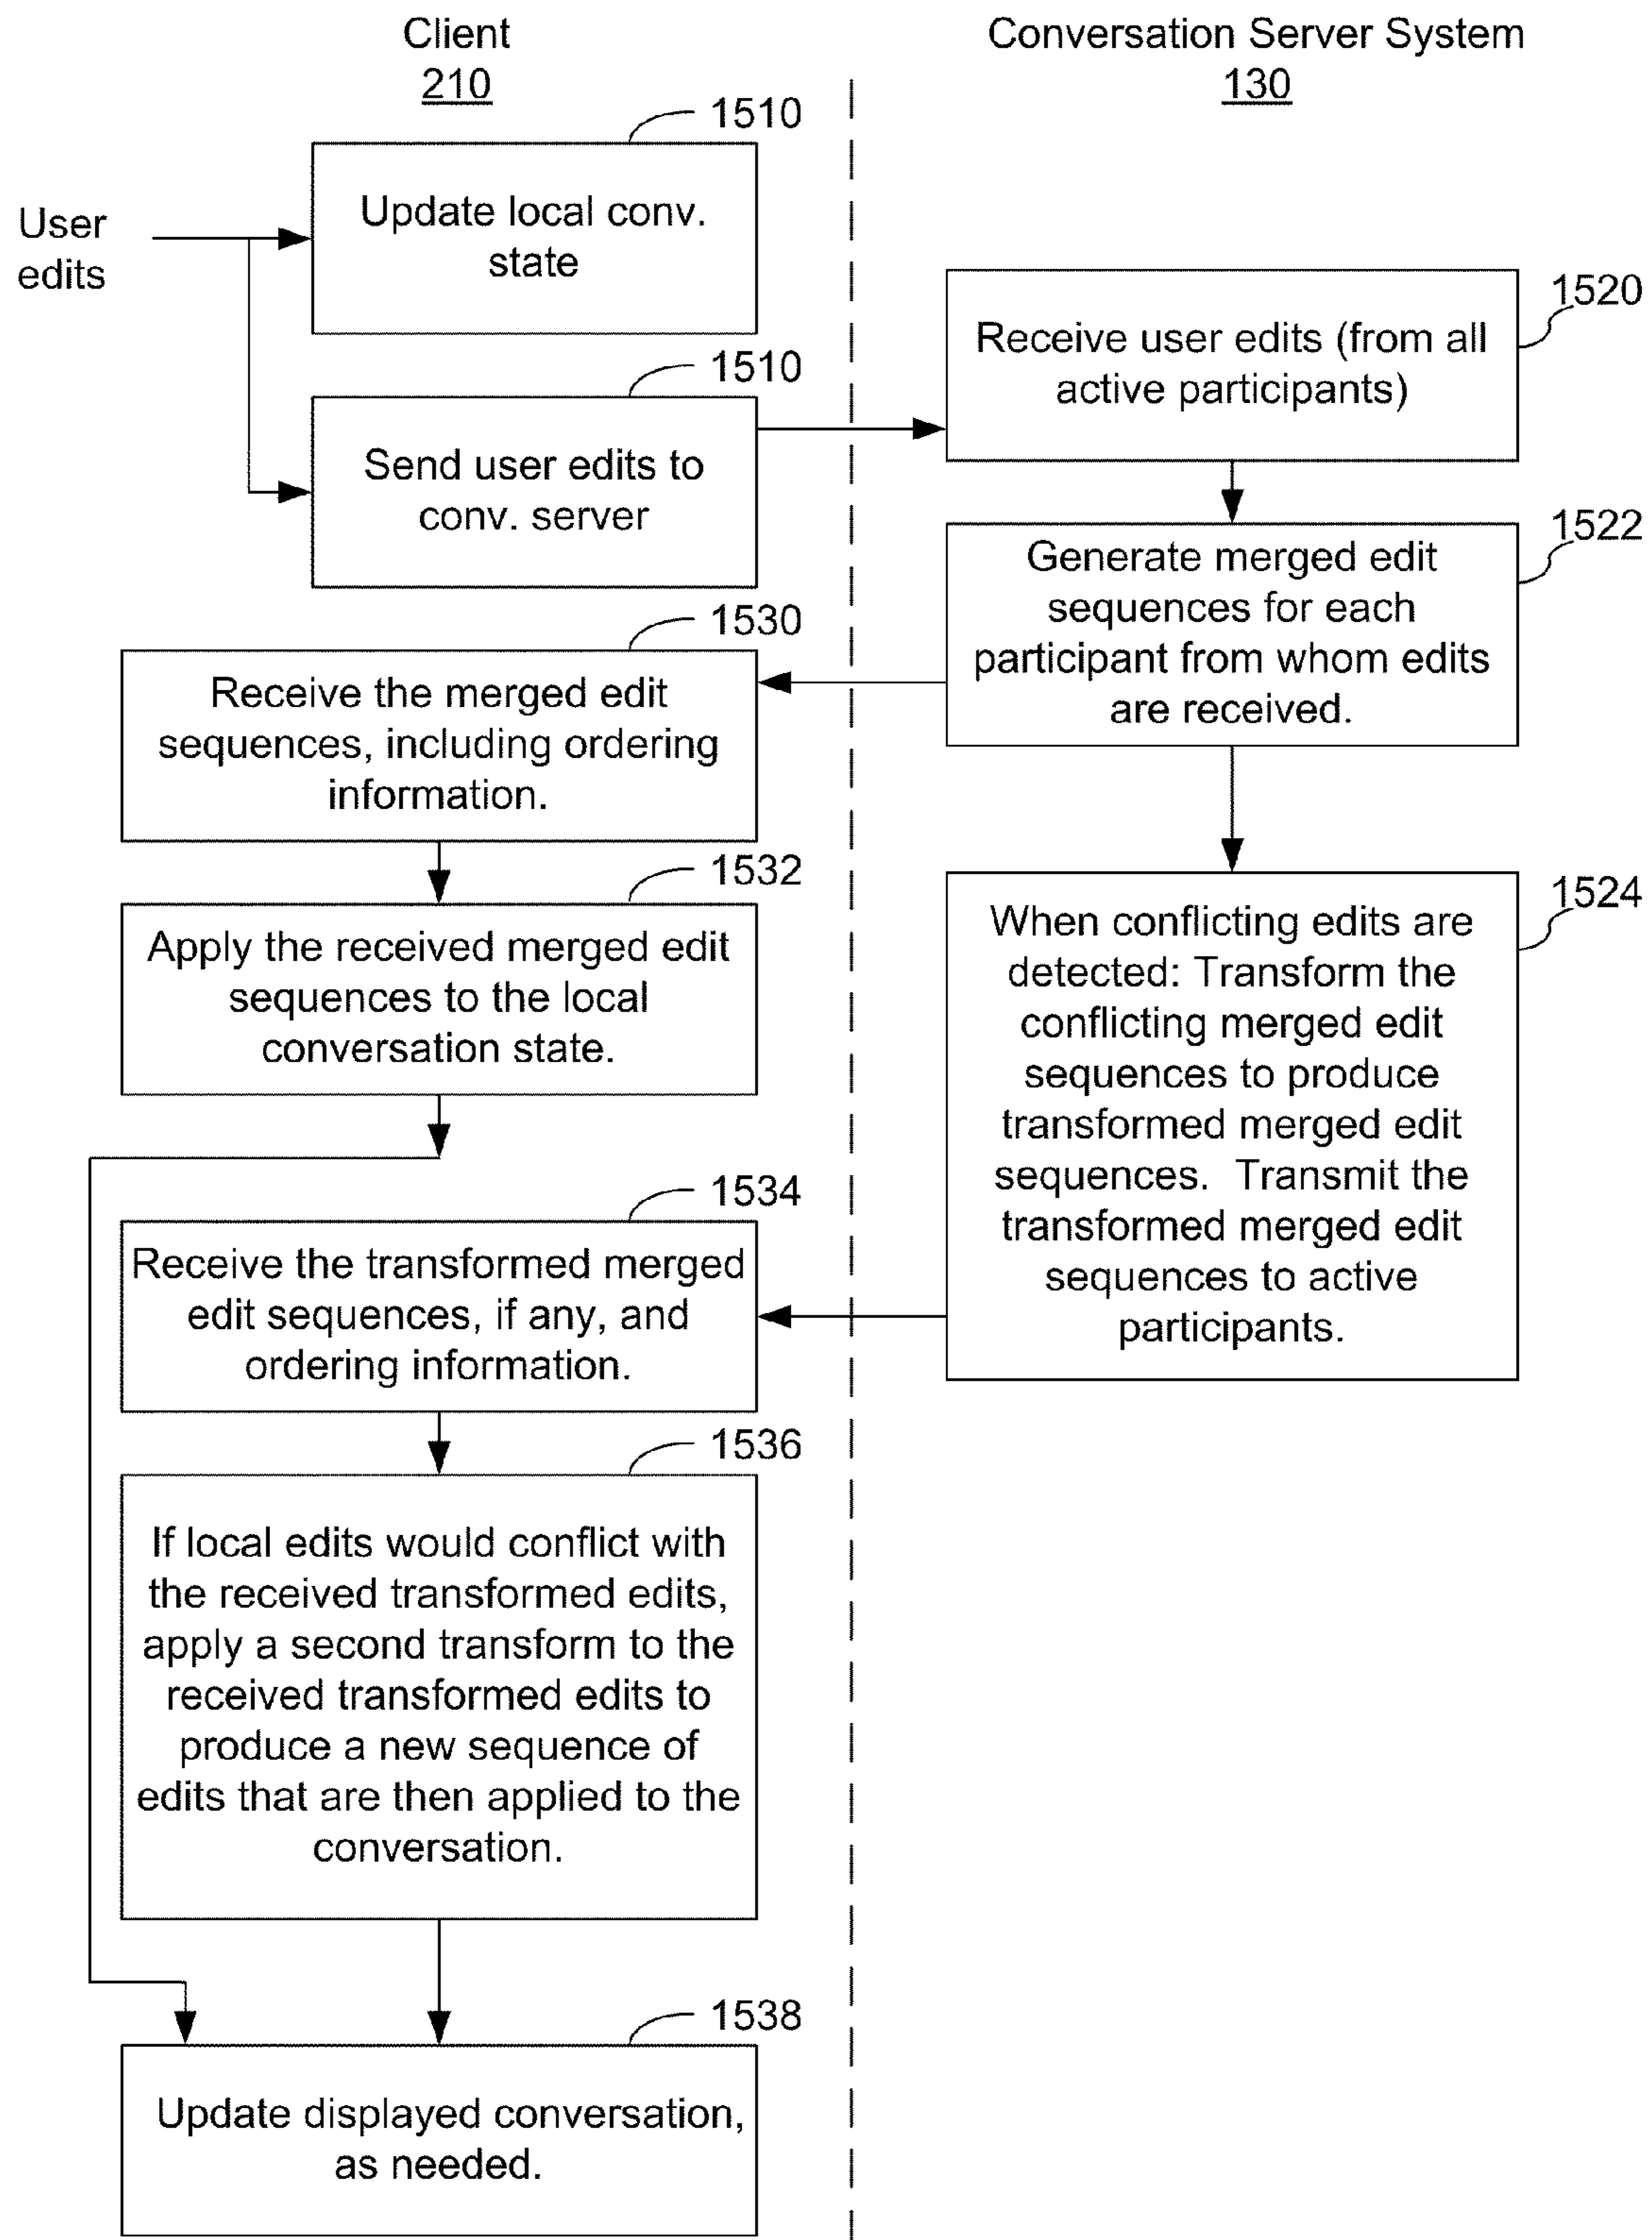 Client
210
Conversation Server System
130
User
edits
1510
Update local conv.
state
1510
Send user edits to
conv. server
1520
Receive user edits (from all
active participants)
1522
Generate merged edit
sequences for each
participant from whom edits
are received.
1530
Receive the merged edit
sequences, including ordering
information.
1532
Apply the received merged edit
sequences to the local
conversation state.
1524
When conflicting edits are
detected: Transform the
conflicting merged edit
sequences to produce
transformed merged edit
sequences.  Transmit the
transformed merged edit
sequences to active
participants.
1534
Receive the transformed merged
edit sequences, if any, and
ordering information.
1536
If local edits would conflict with
the received transformed edits,
apply a second transform to the
received transformed edits to
produce a new sequence of
edits that are then applied to the
conversation.
1538
Update displayed conversation,
as needed.